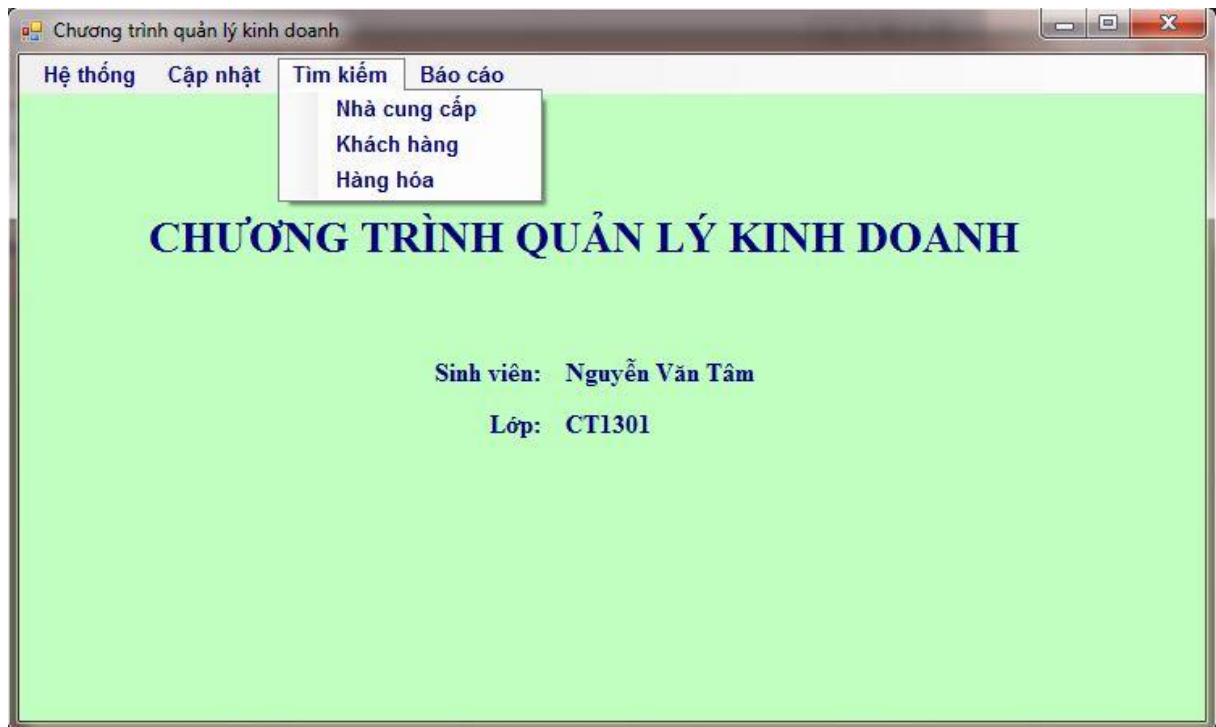 Chương trình quản lý kinh doanh
Hệ thống Cập nhật Tìm kiếm Báo cáo
Nhà cung cấp
Khách hàng
Hàng hóa
CHƯƠNG TRÌNH QUẢN LÝ KINH DOANH
Sinh viên: Nguyễn Văn Tâm
Lớp: CT1301